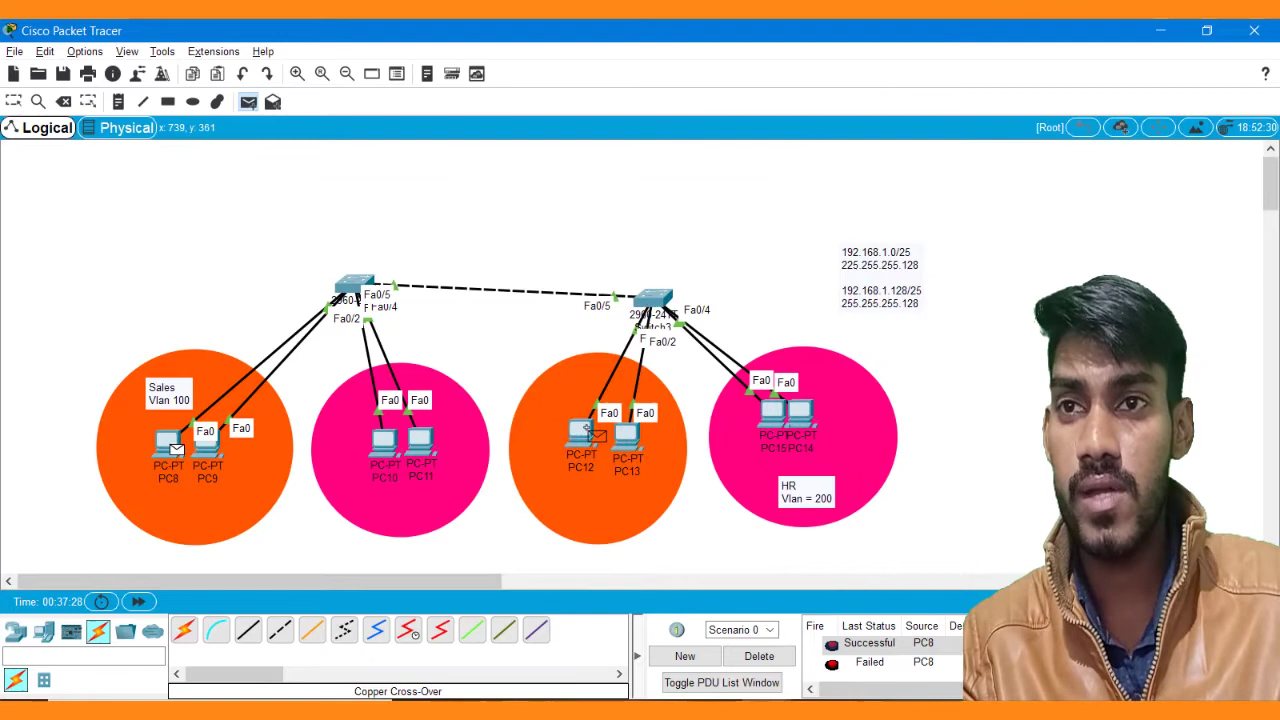 Cisco Packet Tracer
File Edit Options View Tools Extensions Help
?
Logical Physical x: 739, y: 361 [Root] 18:52:30
192.168.1.0/25
225.255.255.128
192.168.1.128/25
255.255.255.128
Fa0/5
Fa0/4
Fa0/2
Fa0/5
Fa0/4
Switch3
Fa0/2
Sales
Vlan 100
Fa0
Fa0
Fa0
Fa0
Fa0
Fa0
Fa0
Fa0
PC-PT
PC8
PC-PT
PC9
PC-PT
PC10
PC-PT
PC11
PC-PT
PC12
PC-PT
PC13
PC-PT
PC15
PC14
HR
Vlan = 200
Time: 00:37:28
Scenario 0
New Delete
Toggle PDU List Window
Copper Cross-Over
Fire Last Status Source
Successful PC8
Failed PC8